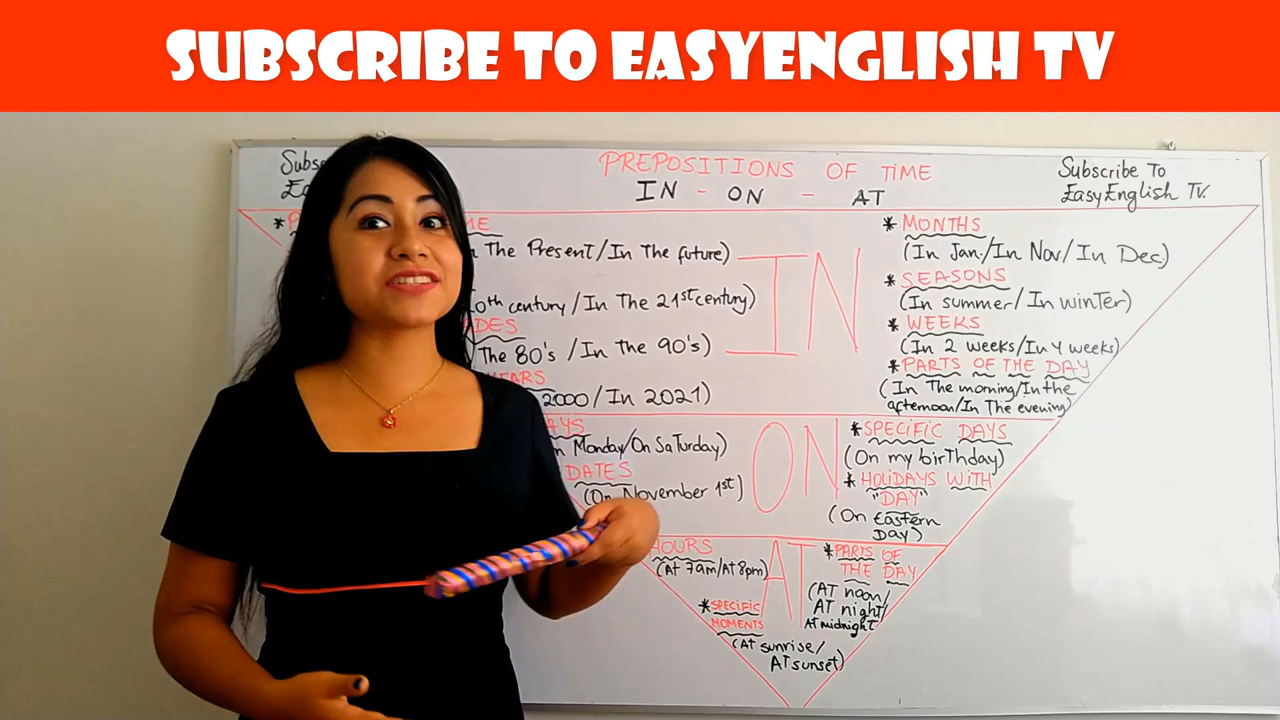 SUBSCRIBE TO EASYENGLISH TV
PREPOSITIONS OF TIME
IN - ON - AT
Subscribe To
EasyEnglish TV.
The Present/In The future)
century/In The 21st century)
The 80's/In the 90's)
2000/In 2021)
IN
* MONTHS
(In Jan./In Nov/In Dec.)
* SEASONS
(In summer/In winTer)
* WEEKS
(In 2 weeks/In 4 weeks)
* PARTS OF THE DAY
(In The morning/In the
afternoon/In The evening)
Monday/On SaTurday)
DATES
(On November 1st)
ON
* SPECIFIC DAYS
(On my birThday)
* HOLIDAYS WITH
"DAY"
(On Eastern
Day)
HOURS
(At 7am/At 8pm)
* SPECIFIC
MOMENTS
(AT sunrise/
AT sunset)
AT
* PARTS OF
THE DAY
(AT noon/
AT night/
AT midnight)